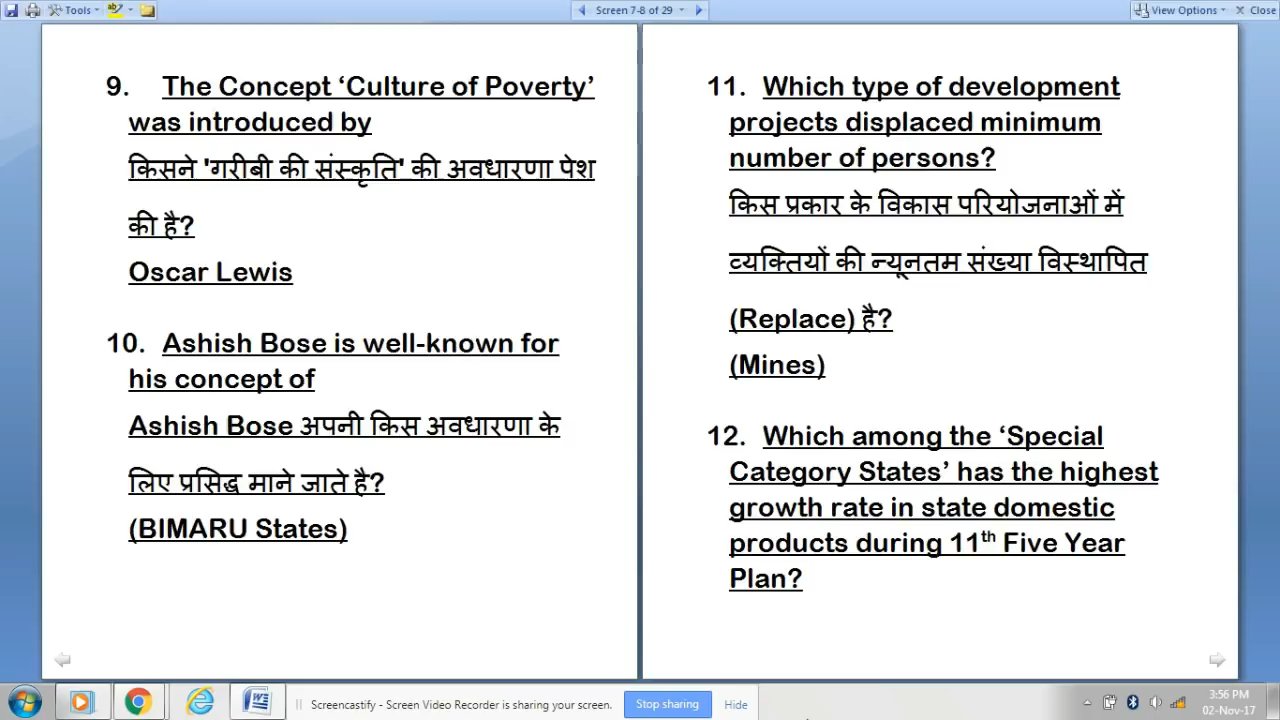 Tools
Screen 7-8 of 29
View Options
Close
9. The Concept ‘Culture of Poverty’
was introduced by
किसने 'गरीबी की संस्कृति' की अवधारणा पेश
की है?
Oscar Lewis
10. Ashish Bose is well-known for
his concept of
Ashish Bose अपनी किस अवधारणा के
लिए प्रसिद्ध माने जाते है?
(BIMARU States)
11. Which type of development
projects displaced minimum
number of persons?
किस प्रकार के विकास परियोजनाओं में
व्यक्तियों की न्यूनतम संख्या विस्थापित
(Replace) है?
(Mines)
12. Which among the ‘Special
Category States’ has the highest
growth rate in state domestic
products during 11th Five Year
Plan?
Screencastify - Screen Video Recorder is sharing your screen.
Stop sharing
Hide
3:56 PM
02-Nov-17